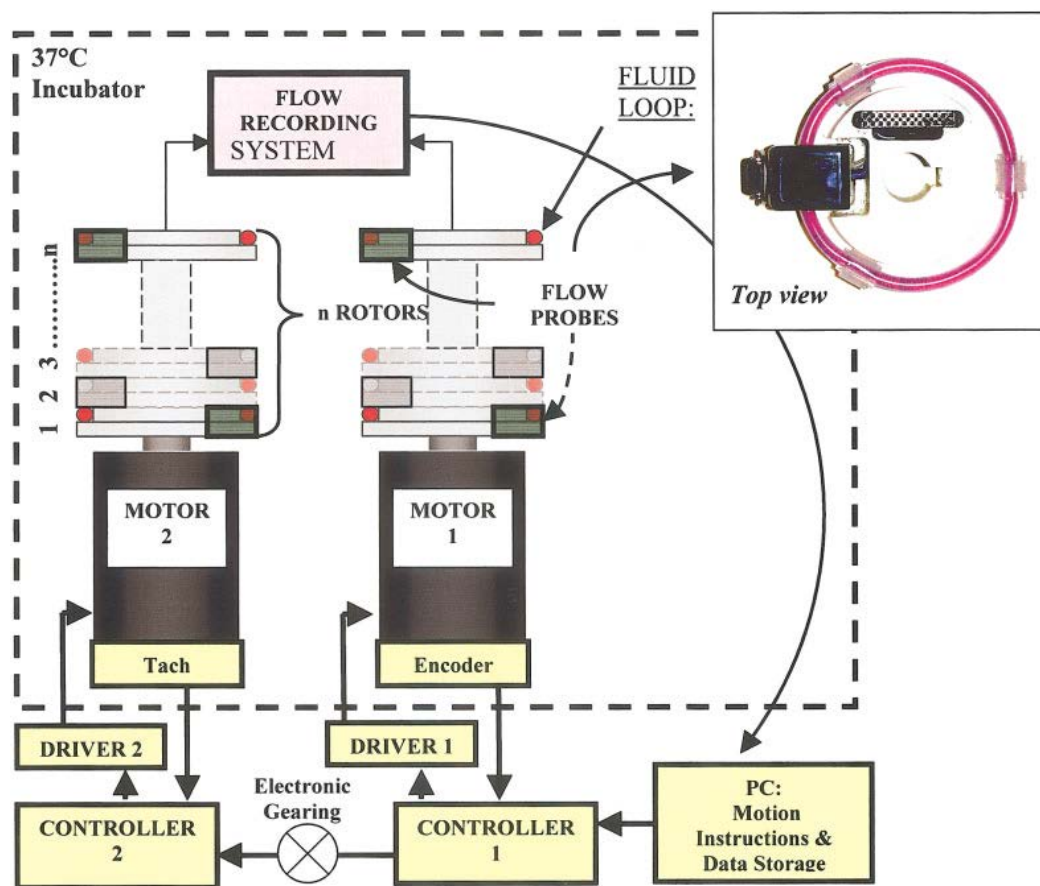 37°C
Incubator
FLOW
RECORDING
SYSTEM
FLUID
LOOP:
Top view
1 2 3 ..........n
n ROTORS
FLOW
PROBES
MOTOR
2
MOTOR
1
Tach
Encoder
DRIVER 2
DRIVER 1
Electronic
Gearing
CONTROLLER
2
CONTROLLER
1
PC:
Motion
Instructions &
Data Storage